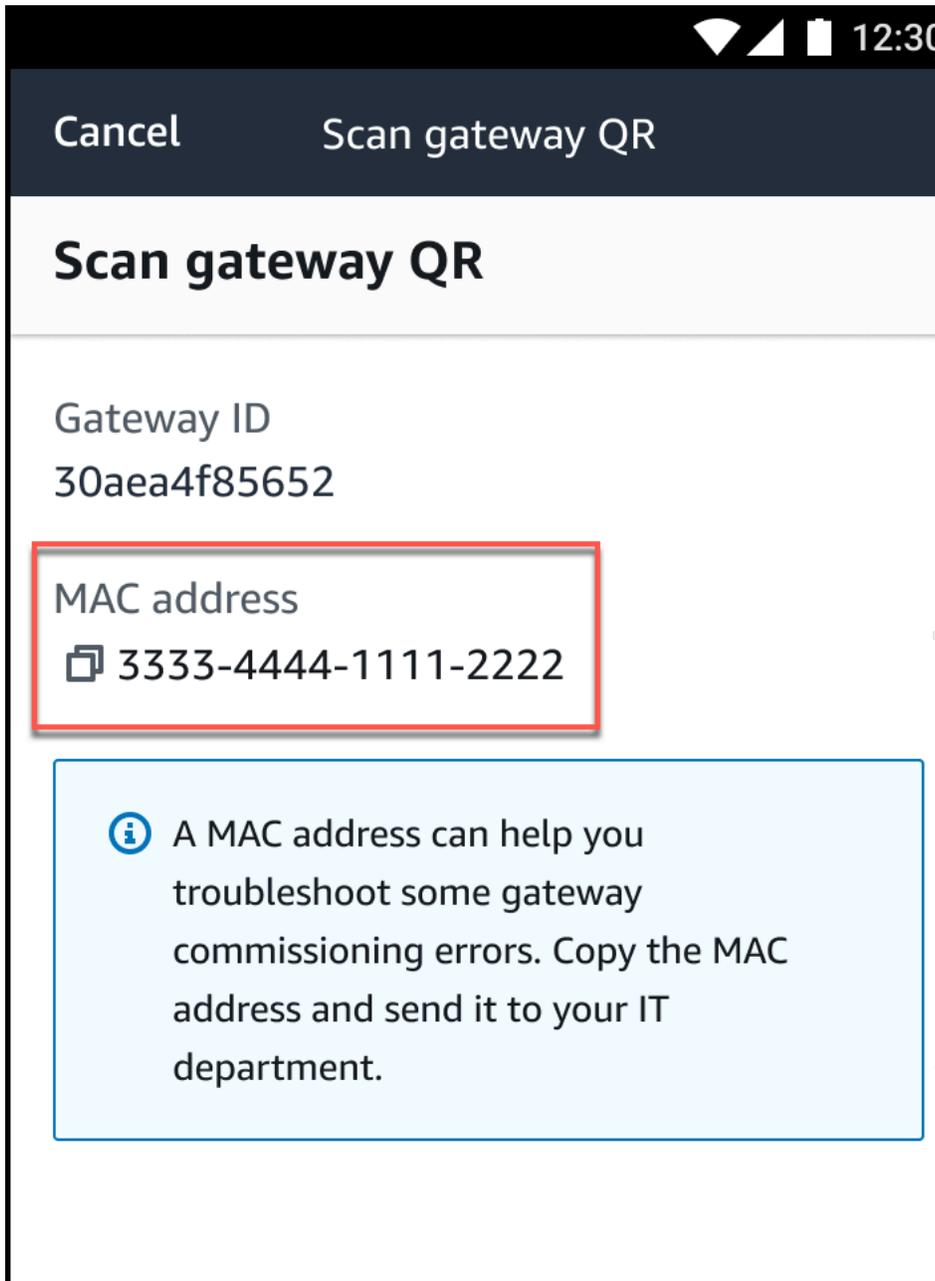 12:30
Cancel Scan gateway QR
Scan gateway QR
Gateway ID
30aea4f85652
MAC address
3333-4444-1111-2222
A MAC address can help you
troubleshoot some gateway
commissioning errors. Copy the MAC
address and send it to your IT
department.